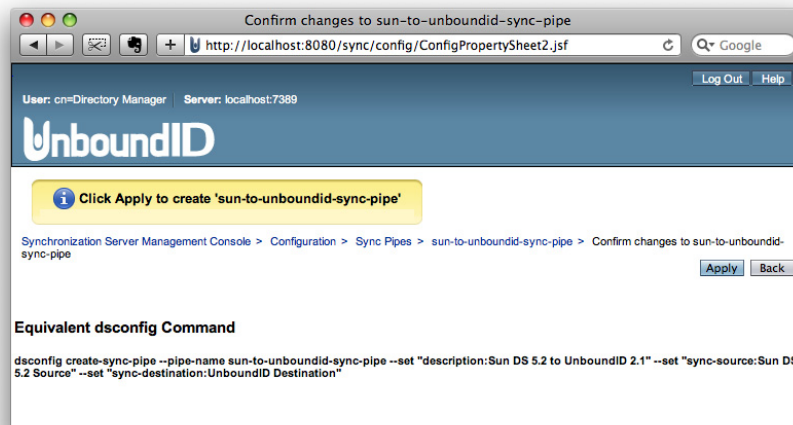 Confirm changes to sun-to-unboundid-sync-pipe
http://localhost:8080/sync/config/ConfigPropertySheet2.jsf
Google
Log Out Help
User: cn=Directory Manager Server: localhost:7389
UnboundID
Click Apply to create 'sun-to-unboundid-sync-pipe'
Synchronization Server Management Console > Configuration > Sync Pipes > sun-to-unboundid-sync-pipe > Confirm changes to sun-to-unboundid-
sync-pipe
Apply Back
Equivalent dsconfig Command
dsconfig create-sync-pipe --pipe-name sun-to-unboundid-sync-pipe --set "description:Sun DS 5.2 to UnboundID 2.1" --set "sync-source:Sun DS
5.2 Source" --set "sync-destination:UnboundID Destination"